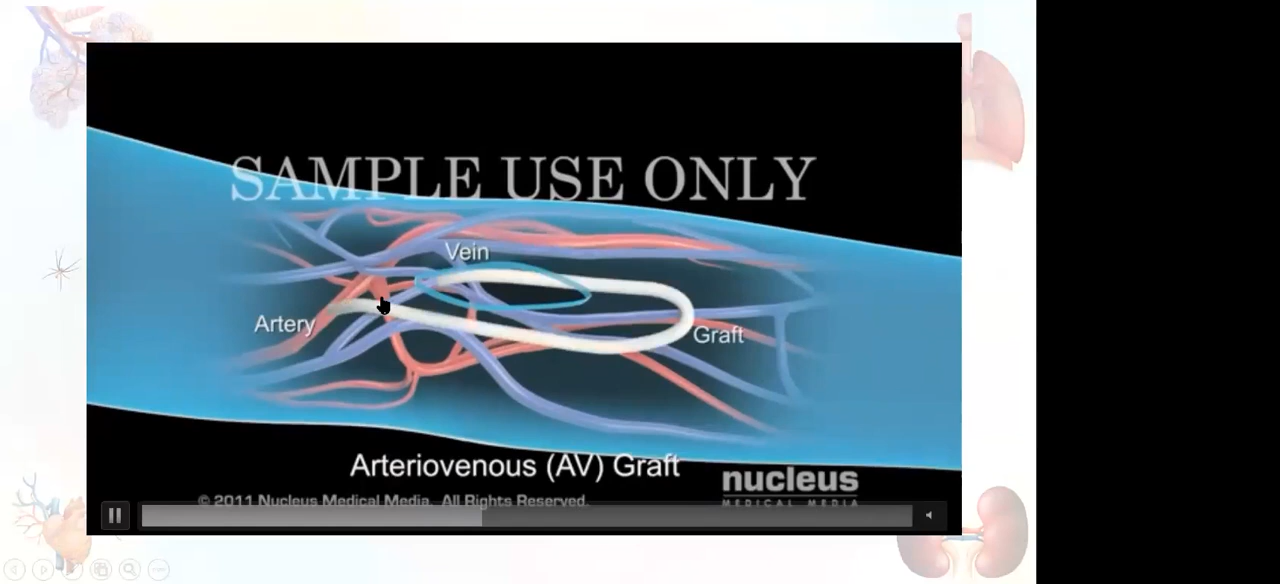 SAMPLE USE ONLY
Vein
Artery
Graft
Arteriovenous (AV) Graft
nucleus
MEDICAL MEDIA
© 2011 Nucleus Medical Media. All Rights Reserved.